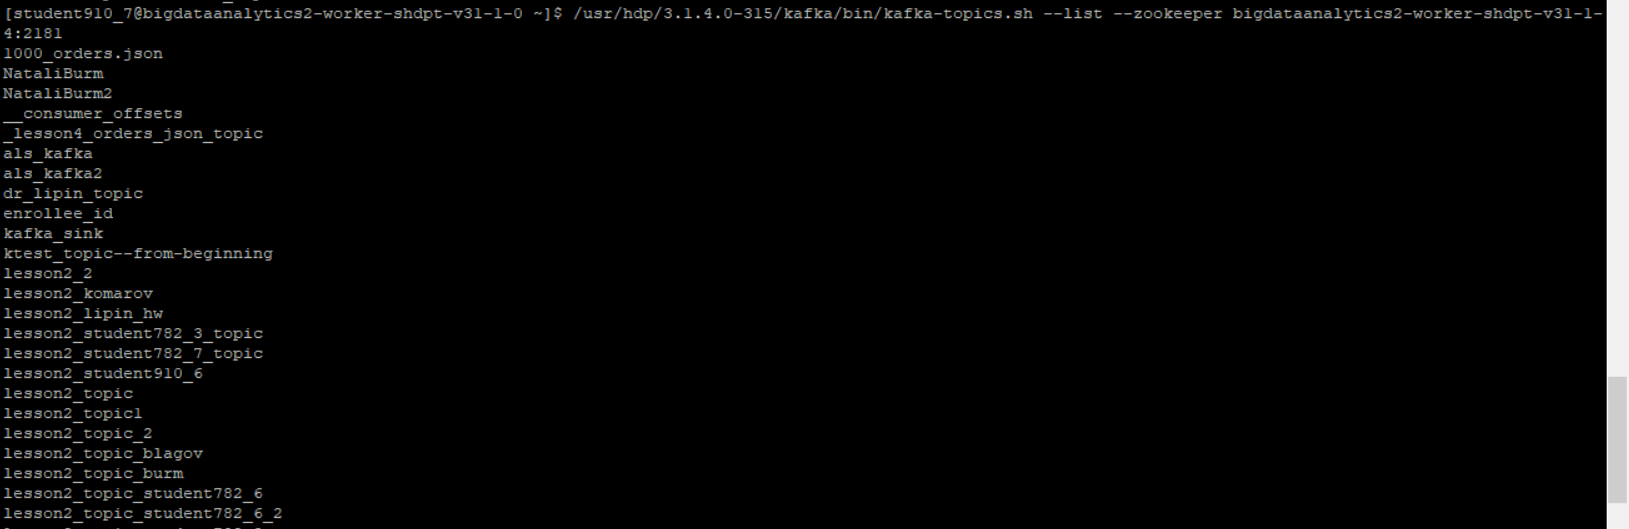 [student910_7@bigdataanalytics2-worker-shdpt-v31-1-0 ~]$ /usr/hdp/3.1.4.0-315/kafka/bin/kafka-topics.sh --list --zookeeper bigdataanalytics2-worker-shdpt-v31-1-
4:2181
1000_orders.json
NataliBurm
NataliBurm2
__consumer_offsets
_lesson4_orders_json_topic
als_kafka
als_kafka2
dr_lipin_topic
enrollee_id
kafka_sink
ktest_topic--from-beginning
lesson2_2
lesson2_komarov
lesson2_lipin_hw
lesson2_student782_3_topic
lesson2_student782_7_topic
lesson2_student910_6
lesson2_topic
lesson2_topic1
lesson2_topic_2
lesson2_topic_blagov
lesson2_topic_burm
lesson2_topic_student782_6
lesson2_topic_student782_6_2